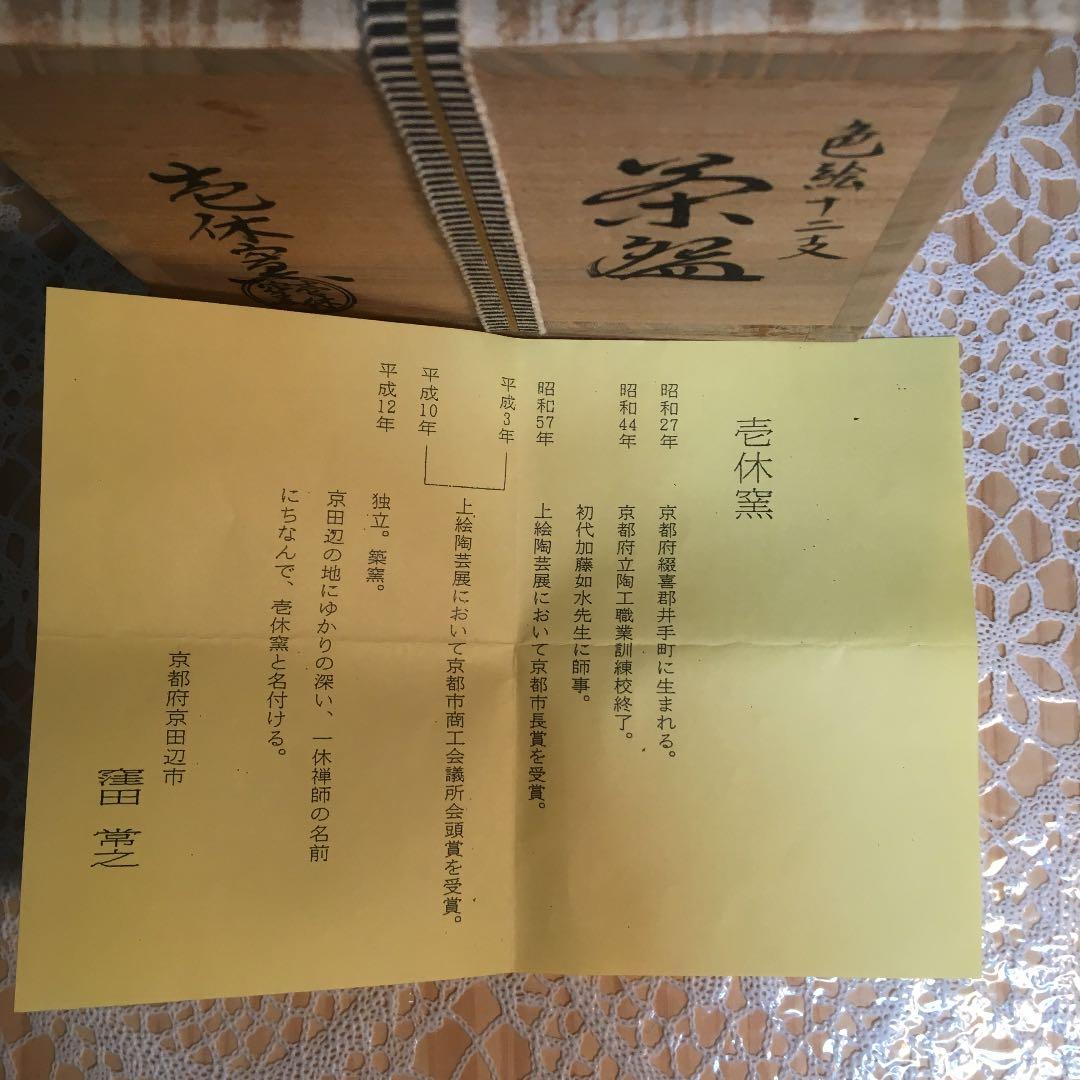 色絵十二支
茶盌
壱休窯
壱休窯
昭和27年 京都府綴喜郡井手町に生まれる。
昭和44年 京都府立陶工職業訓練校終了。
初代加藤如水先生に師事。
昭和57年 上絵陶芸展において京都市長賞を受賞。
平成3年
平成10年 上絵陶芸展において京都市商工会議所会頭賞を受賞。
平成12年 独立。築窯。
京田辺の地にゆかりの深い、一休禅師の名前
にちなんで、壱休窯と名付ける。
京都府京田辺市
窪田 常之